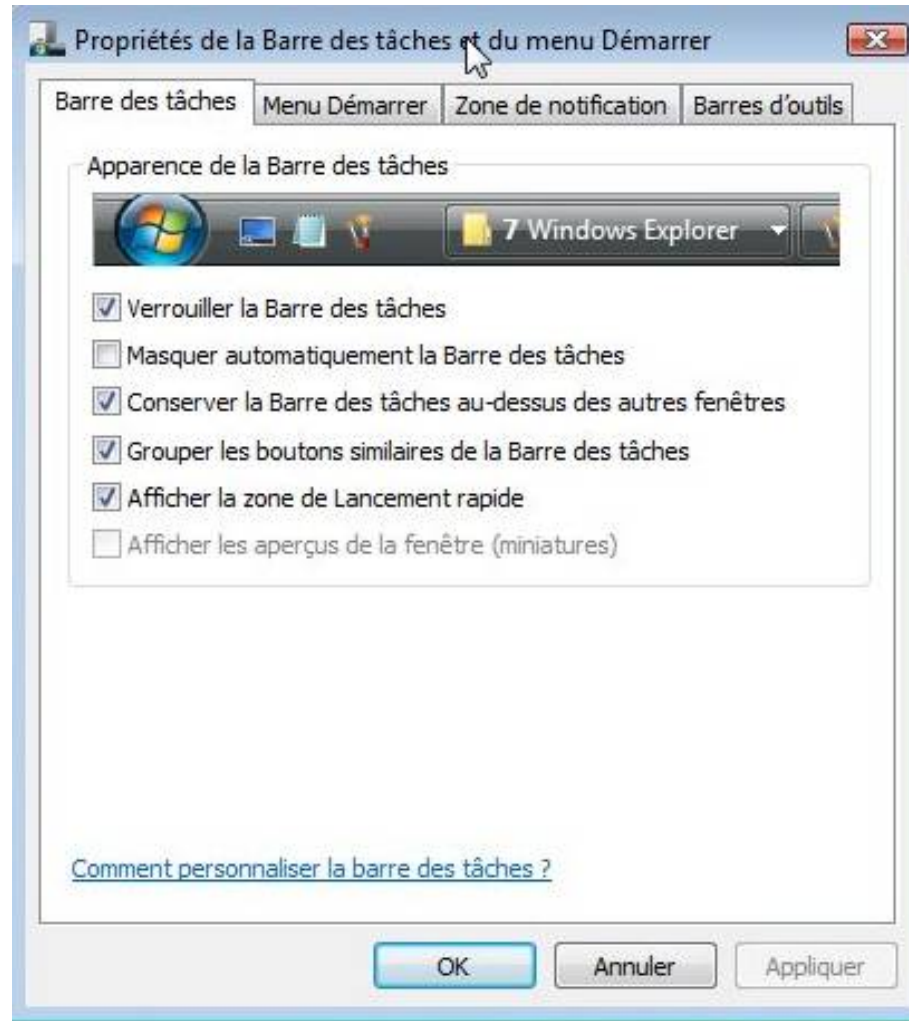 Propriétés de la Barre des tâches et du menu Démarrer
Barre des tâches Menu Démarrer Zone de notification Barres d'outils
Apparence de la Barre des tâches
7 Windows Explorer
Verrouiller la Barre des tâches
Masquer automatiquement la Barre des tâches
Conserver la Barre des tâches au-dessus des autres fenêtres
Grouper les boutons similaires de la Barre des tâches
Afficher la zone de Lancement rapide
Afficher les aperçus de la fenêtre (miniatures)
Comment personnaliser la barre des tâches ?
OK Annuler Appliquer